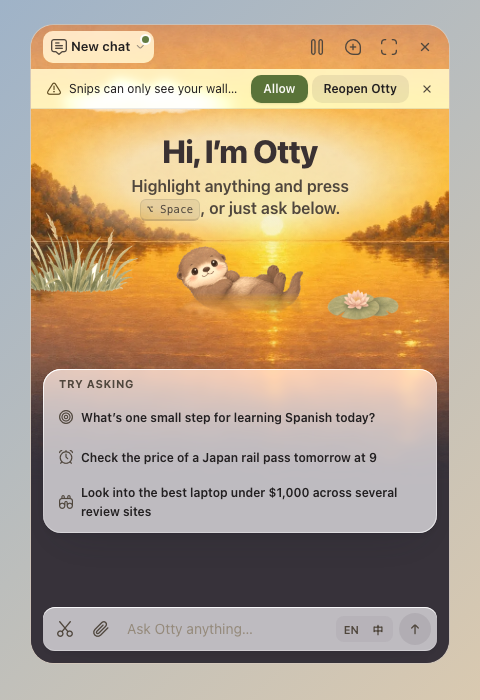 New chat
Snips can only see your wall...
Allow
Reopen Otty
Hi, I'm Otty
Highlight anything and press
⌥ Space, or just ask below.
TRY ASKING
What's one small step for learning Spanish today?
Check the price of a Japan rail pass tomorrow at 9
Look into the best laptop under $1,000 across several
review sites
Ask Otty anything...
EN 中